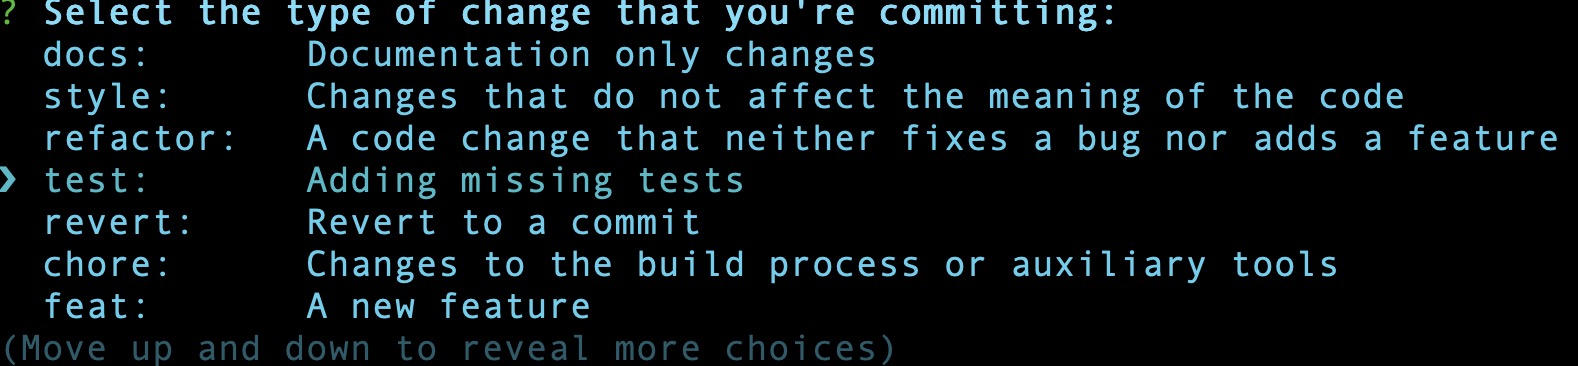 ? Select the type of change that you're committing:
docs: Documentation only changes
style: Changes that do not affect the meaning of the code
refactor: A code change that neither fixes a bug nor adds a feature
❯ test: Adding missing tests
revert: Revert to a commit
chore: Changes to the build process or auxiliary tools
feat: A new feature
(Move up and down to reveal more choices)